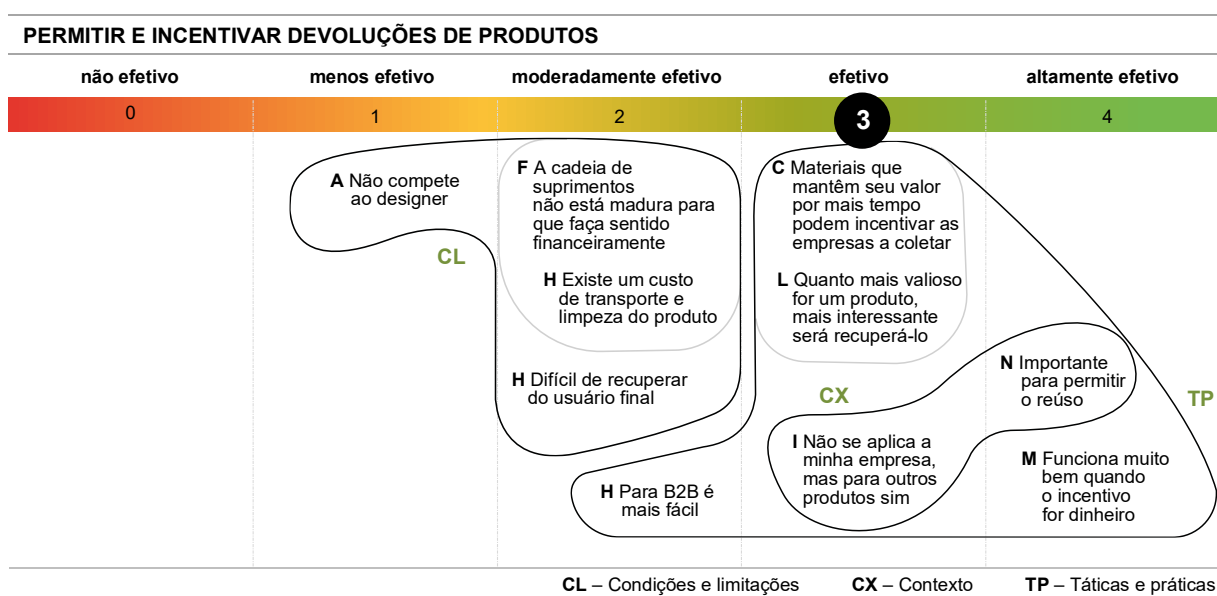 PERMITIR E INCENTIVAR DEVOLUÇÕES DE PRODUTOS
não efetivo
menos efetivo
moderadamente efetivo
efetivo
altamente efetivo
0
1
2
3
4
A Não compete
ao designer
CL
F A cadeia de
suprimentos
não está madura para
que faça sentido
financeiramente
H Existe um custo
de transporte e
limpeza do produto
H Difícil de recuperar
do usuário final
H Para B2B é
mais fácil
C Materiais que
mantêm seu valor
por mais tempo
podem incentivar as
empresas a coletar
L Quanto mais valioso
for um produto,
mais interessante
será recuperá-lo
CX
I Não se aplica a
minha empresa,
mas para outros
produtos sim
N Importante
para permitir
o reúso
TP
M Funciona muito
bem quando
o incentivo
for dinheiro
CL – Condições e limitações
CX – Contexto
TP – Táticas e práticas